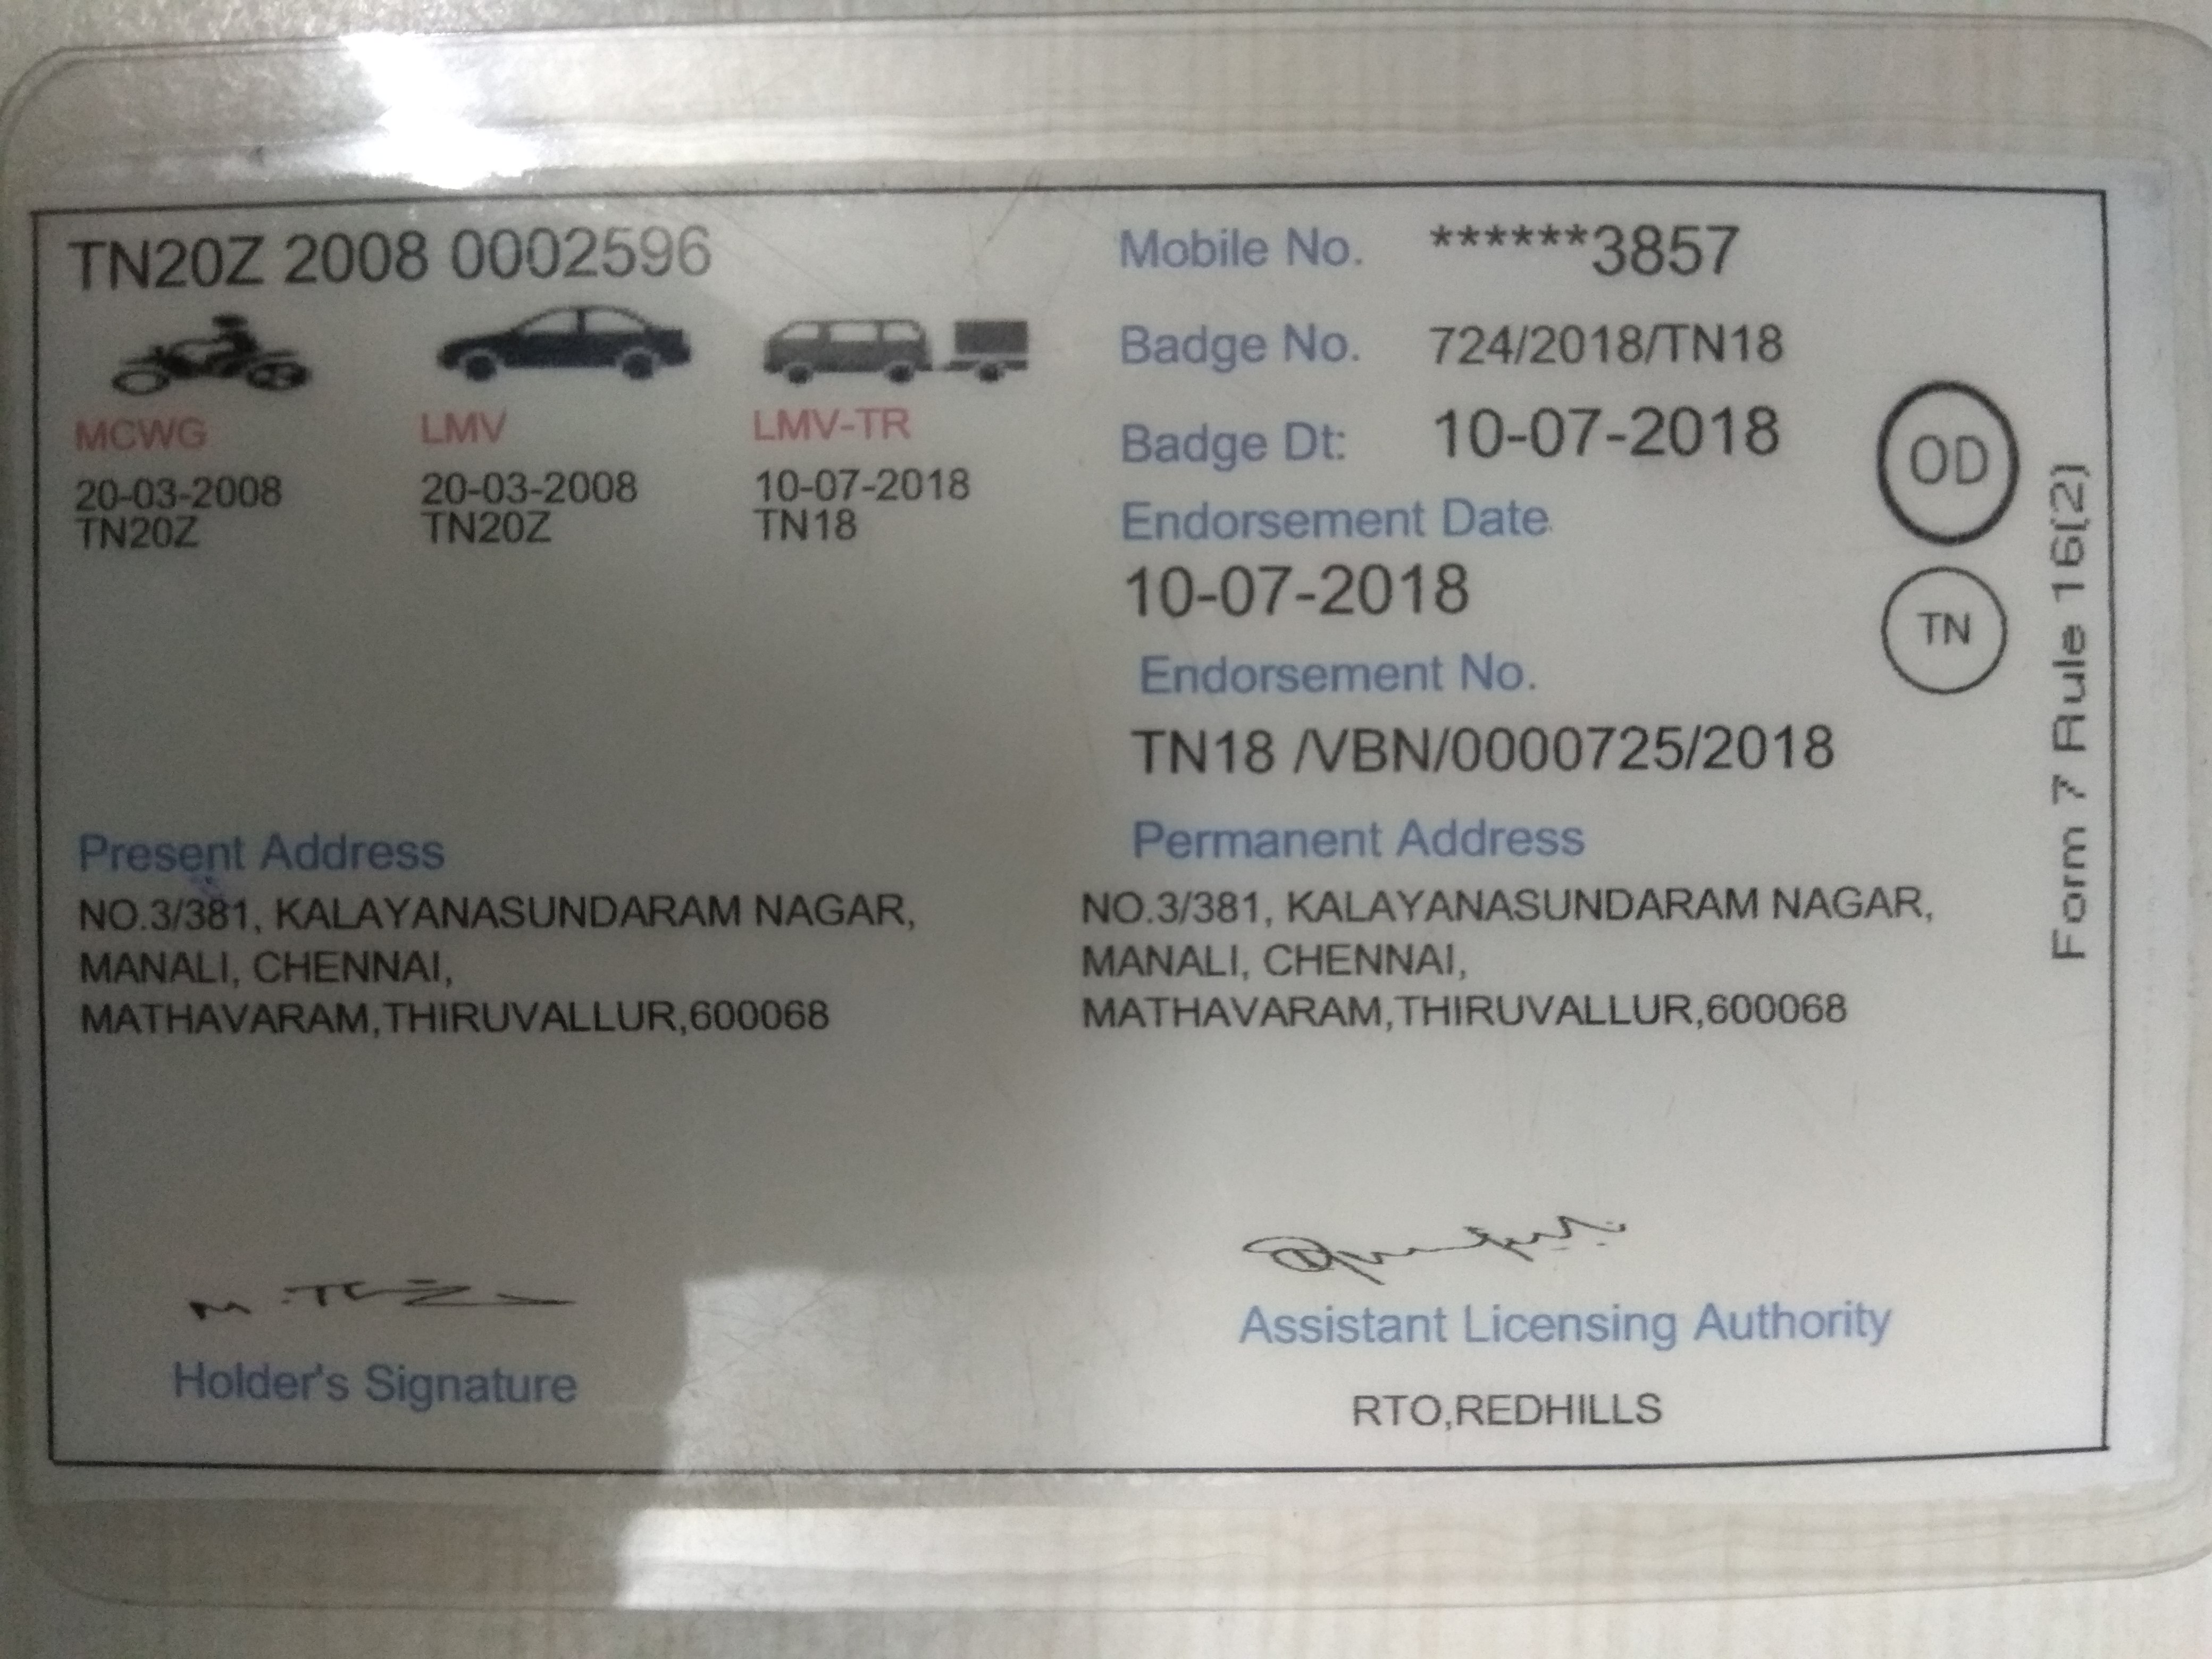 TN20Z 2008 0002596
MCWG LMV LMV-TR
20-03-2008 20-03-2008 10-07-2018
TN20Z TN20Z TN18
Mobile No. ******3857
Badge No. 724/2018/TN18
Badge Dt: 10-07-2018
Endorsement Date
10-07-2018
Endorsement No.
TN18 /VBN/0000725/2018
OD
TN
Form 7 Rule 16(2)
Present Address
NO.3/381, KALAYANASUNDARAM NAGAR,
MANALI, CHENNAI,
MATHAVARAM,THIRUVALLUR,600068
Permanent Address
NO.3/381, KALAYANASUNDARAM NAGAR,
MANALI, CHENNAI,
MATHAVARAM,THIRUVALLUR,600068
Holder's Signature
Assistant Licensing Authority
RTO,REDHILLS